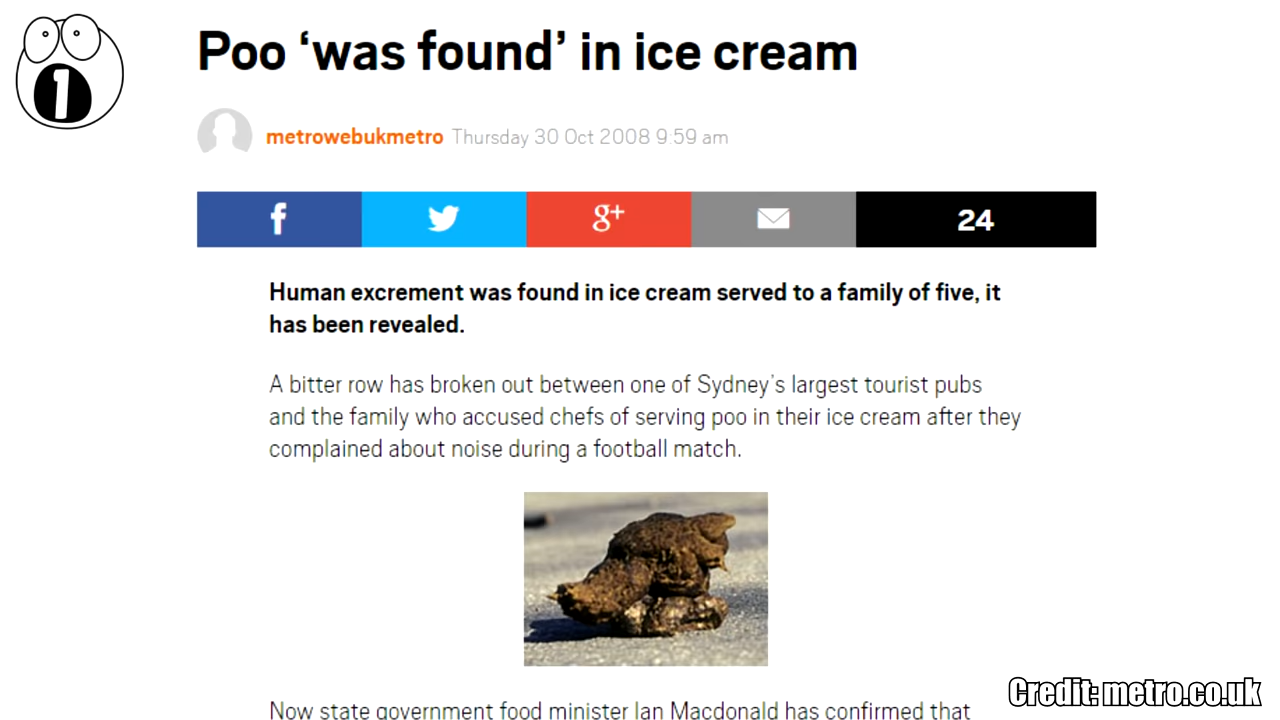 1
Poo ‘was found’ in ice cream
metrowebukmetro Thursday 30 Oct 2008 9:59 am
f g+ 24
Human excrement was found in ice cream served to a family of five, it
has been revealed.
A bitter row has broken out between one of Sydney's largest tourist pubs
and the family who accused chefs of serving poo in their ice cream after they
complained about noise during a football match.
Now state government food minister Ian Macdonald has confirmed that
Credit: metro.co.uk